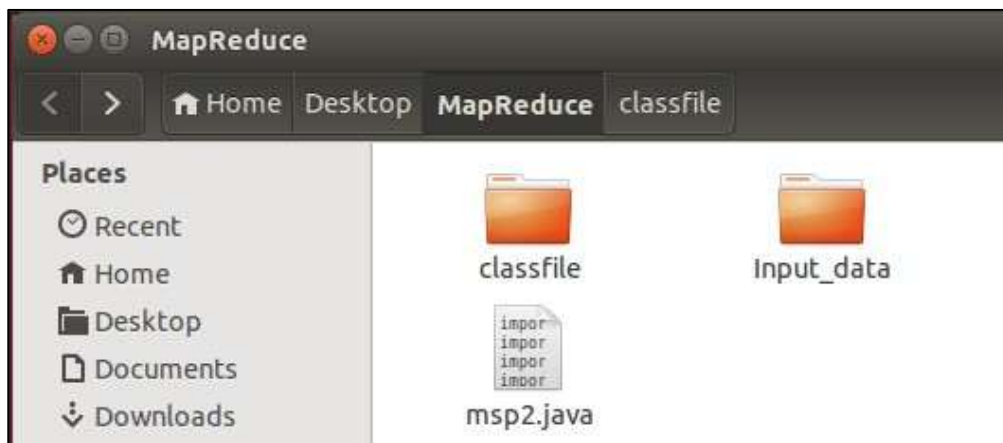 MapReduce
Home Desktop MapReduce classfile
Places
Recent
Home
Desktop
Documents
Downloads
classfile Input_data
impor
impor
impor
impor
msp2.java